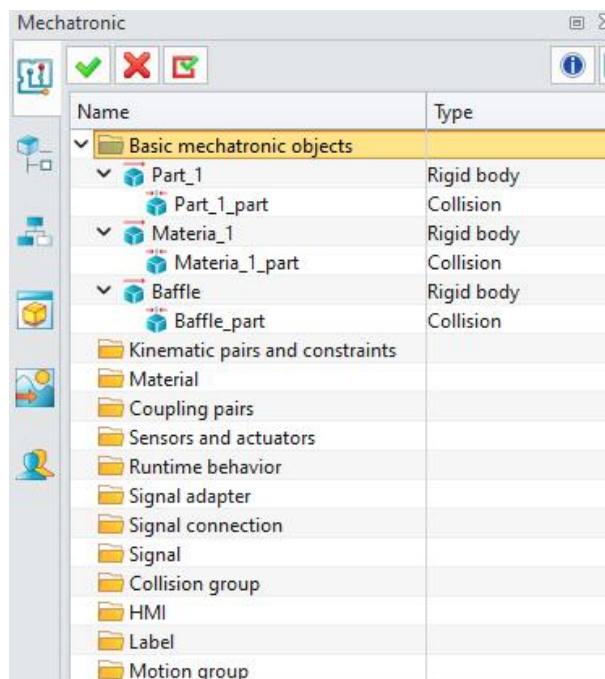 Mechatronic
Name Type
Basic mechatronic objects
Part_1 Rigid body
Part_1_part Collision
Materia_1 Rigid body
Materia_1_part Collision
Baffle Rigid body
Baffle_part Collision
Kinematic pairs and constraints
Material
Coupling pairs
Sensors and actuators
Runtime behavior
Signal adapter
Signal connection
Signal
Collision group
HMI
Label
Motion group